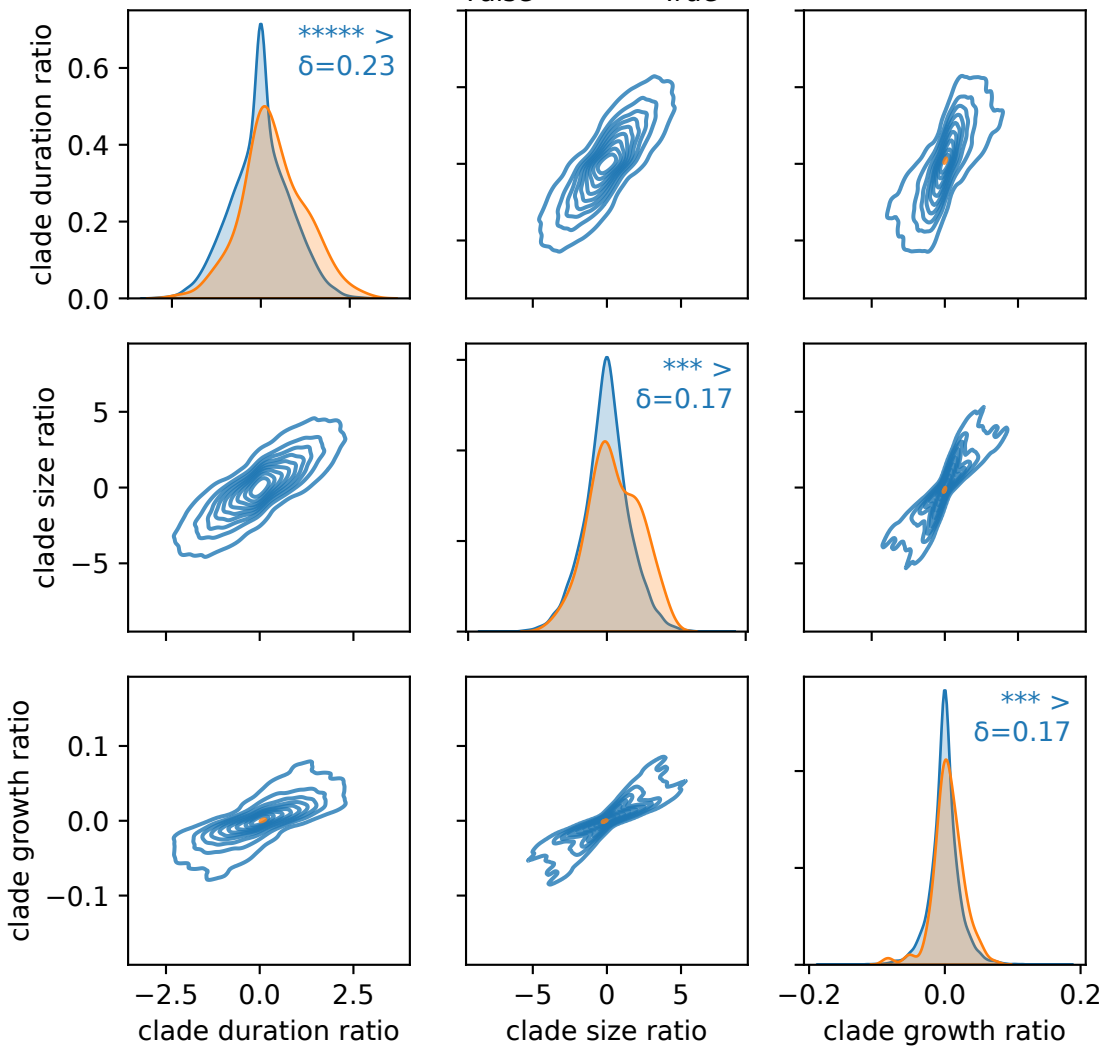 clade duration ratio
0.6
0.4
0.2
0.0
***** >
δ=0.23
clade size ratio
5
0
−5
*** >
δ=0.17
clade growth ratio
0.1
0.0
−0.1
*** >
δ=0.17
−2.5 0.0 2.5
−5 0 5
−0.2 0.0 0.2
clade duration ratio
clade size ratio
clade growth ratio